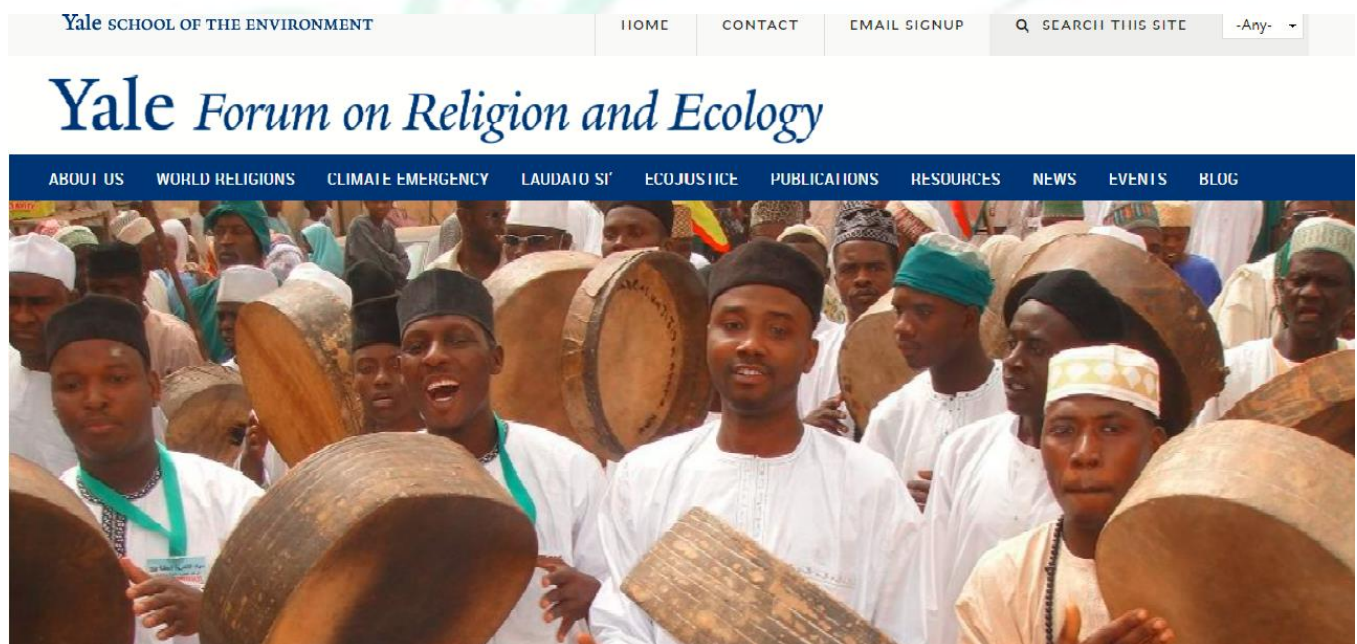 Yale SCHOOL OF THE ENVIRONMENT
HOME CONTACT EMAIL SIGNUP SEARCH THIS SITE -Any-
Yale Forum on Religion and Ecology
ABOUT US WORLD RELIGIONS CLIMATE EMERGENCY LAUDATO SI' ECOJUSTICE PUBLICATIONS RESOURCES NEWS EVENTS BLOG